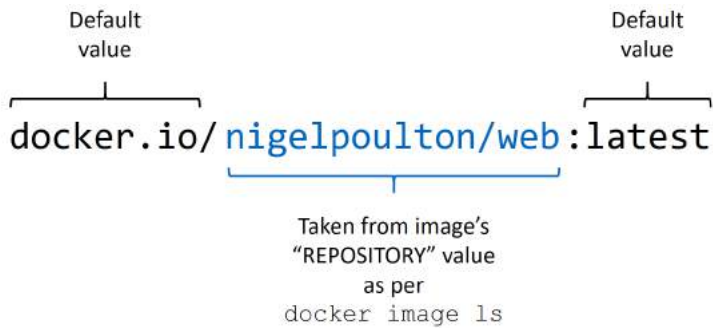 Default
value
Default
value
docker.io/nigelpoulton/web:latest
Taken from image's
“REPOSITORY” value
as per
docker image ls